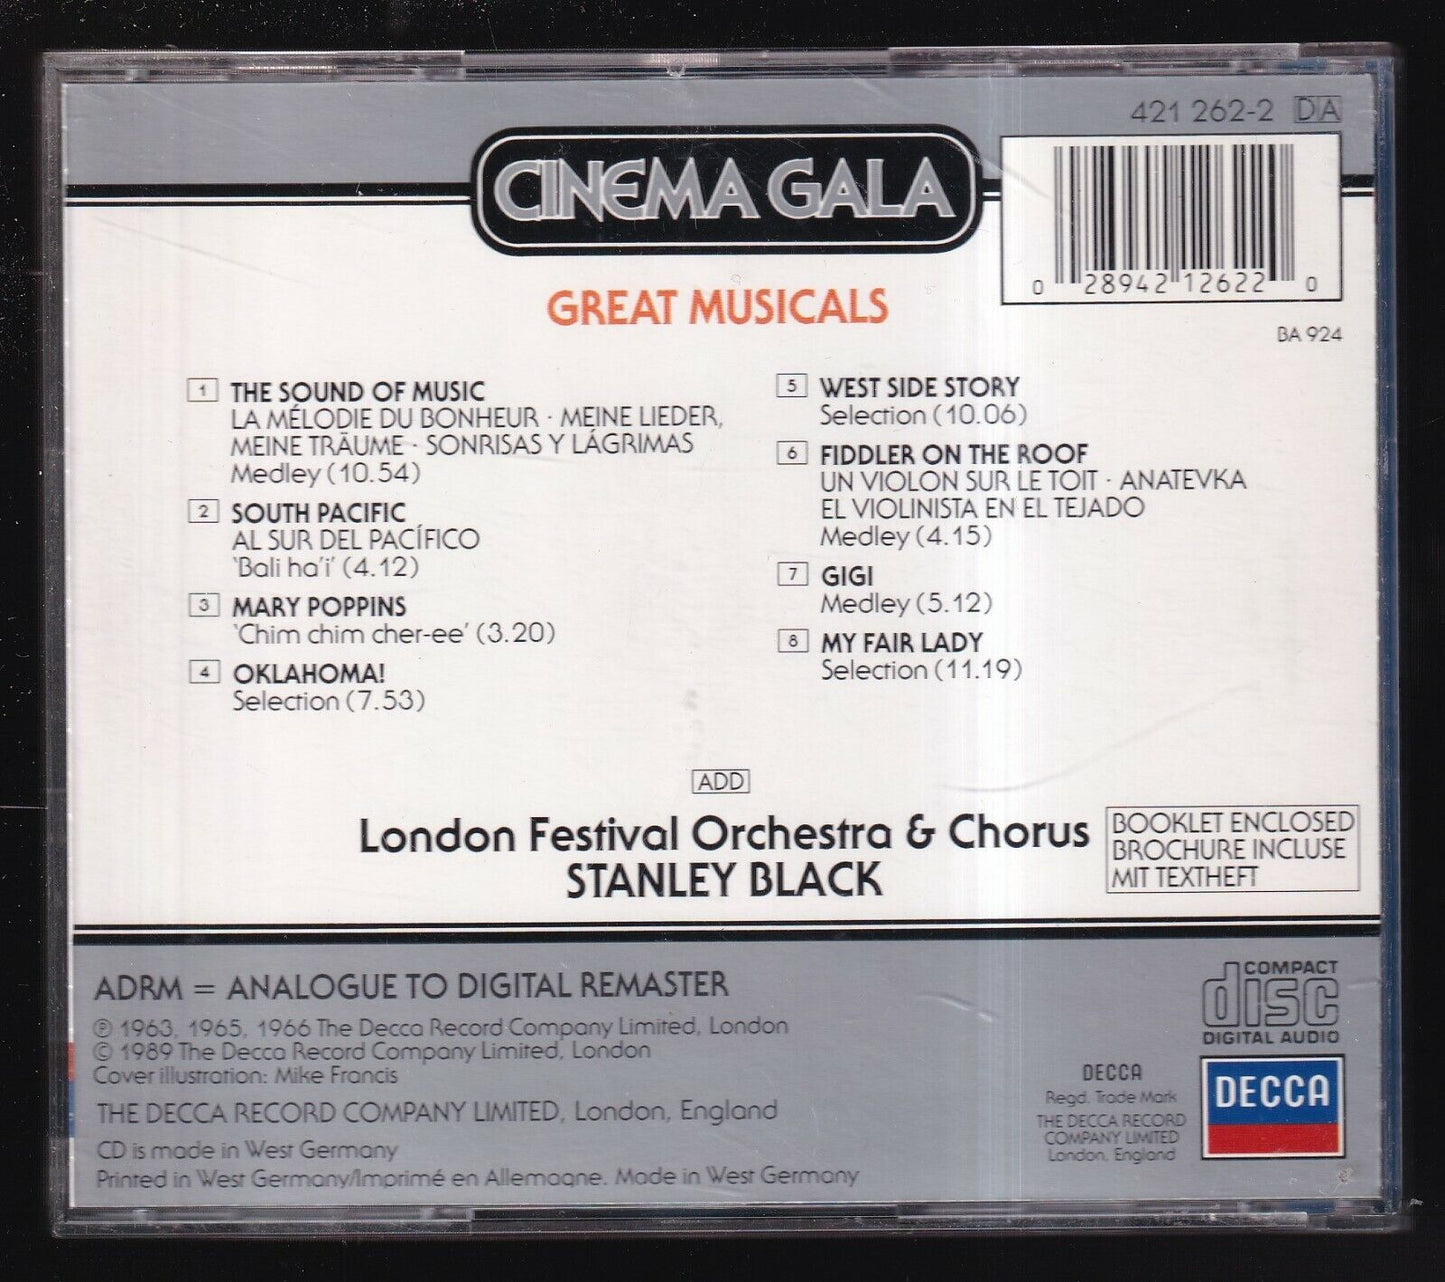 421 262-2 DA
CINEMA GALA
0 28942 12622 0
GREAT MUSICALS
BA 924
1 THE SOUND OF MUSIC
LA MÉLODIE DU BONHEUR · MEINE LIEDER,
MEINE TRÄUME · SONRISAS Y LÁGRIMAS
Medley (10.54)
2 SOUTH PACIFIC
AL SUR DEL PACÍFICO
'Bali ha'i' (4.12)
3 MARY POPPINS
'Chim chim cher-ee' (3.20)
4 OKLAHOMA!
Selection (7.53)
5 WEST SIDE STORY
Selection (10.06)
6 FIDDLER ON THE ROOF
UN VIOLON SUR LE TOIT · ANATEVKA
EL VIOLINISTA EN EL TEJADO
Medley (4.15)
7 GIGI
Medley (5.12)
8 MY FAIR LADY
Selection (11.19)
ADD
London Festival Orchestra & Chorus
STANLEY BLACK
BOOKLET ENCLOSED
BROCHURE INCLUSE
MIT TEXTHEFT
ADRM = ANALOGUE TO DIGITAL REMASTER
℗ 1963, 1965, 1966 The Decca Record Company Limited, London
© 1989 The Decca Record Company Limited, London
Cover illustration: Mike Francis
THE DECCA RECORD COMPANY LIMITED, London, England
CD is made in West Germany
Printed in West Germany/Imprimé en Allemagne. Made in West Germany
COMPACT
disc
DIGITAL AUDIO
DECCA
Regd. Trade Mark
THE DECCA RECORD
COMPANY LIMITED
London, England
DECCA